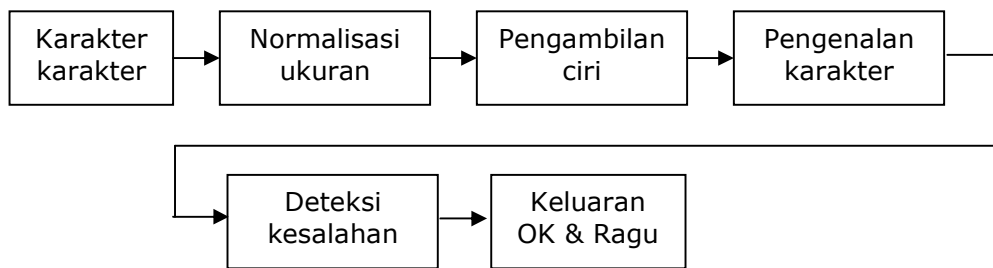 Karakter
karakter
Normalisasi
ukuran
Pengambilan
ciri
Pengenalan
karakter
Deteksi
kesalahan
Keluaran
OK & Ragu